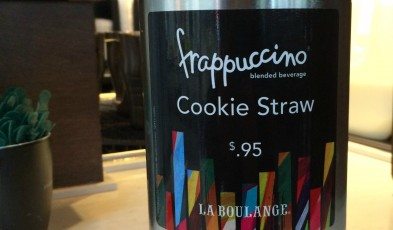 frappuccino®
blended beverage
Cookie Straw
$.95
LA BOULANGE®